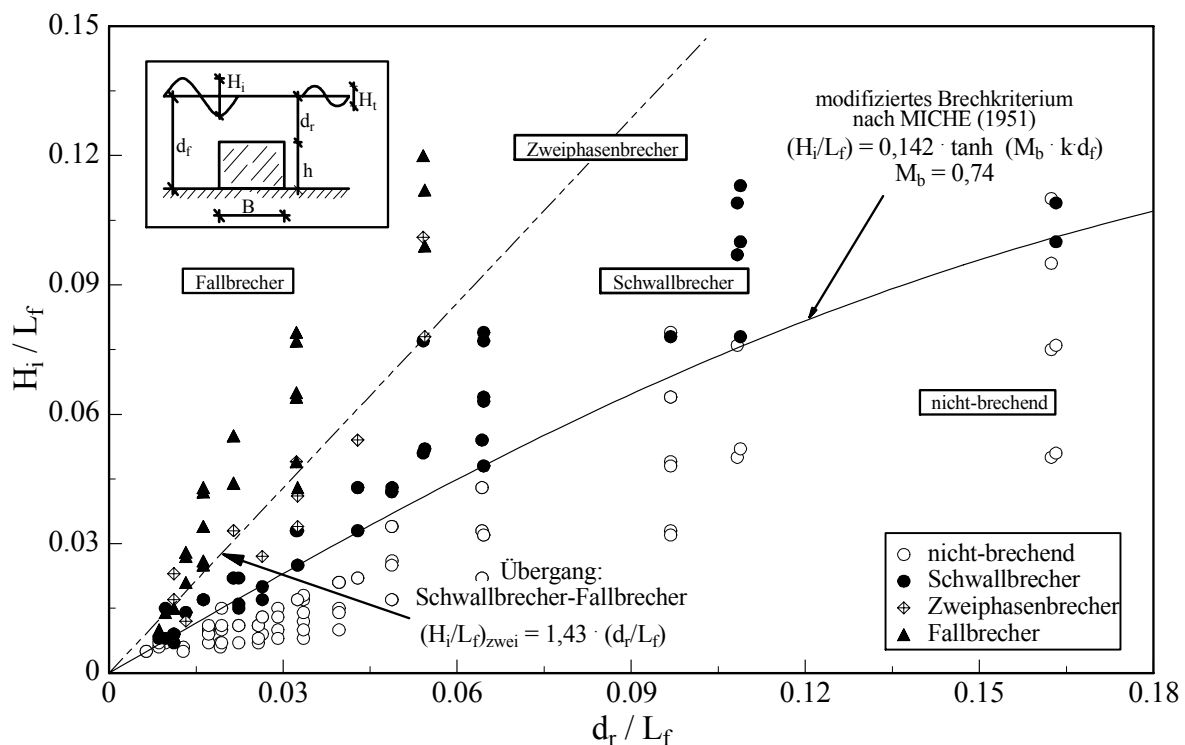 0.15
0.12
0.09
0.06
0.03
0
H_i / L_f
H_i
H_t
d_r
d_f
h
B
Zweiphasenbrecher
modifiziertes Brechkriterium
nach MICHE (1951)
(H_i/L_f) = 0,142 · tanh (M_b · k·d_f)
M_b = 0,74
Fallbrecher
Schwallbrecher
nicht-brechend
Übergang:
Schwallbrecher-Fallbrecher
(H_i/L_f)_zwei = 1,43 · (d_r/L_f)
nicht-brechend
Schwallbrecher
Zweiphasenbrecher
Fallbrecher
0 0.03 0.06 0.09 0.12 0.15 0.18
d_r / L_f